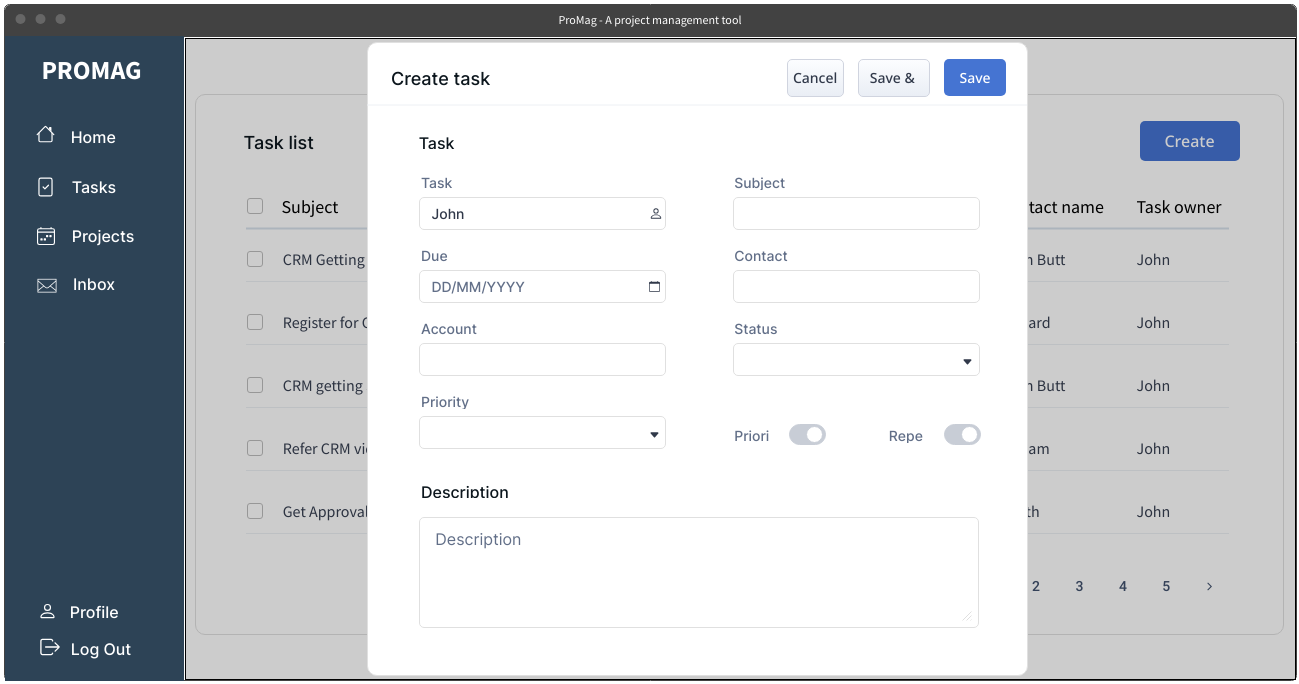 ProMag - A project management tool
PROMAG
Home
Tasks
Projects
Inbox
Profile
Log Out
Task list
Create
Subject
tact name
Task owner
CRM Getting
n Butt
John
Register for
ard
John
CRM getting
n Butt
John
Refer CRM
am
John
Get Approval
th
John
2 3 4 5 >
Create task
Cancel
Save &
Save
Task
Task
John
Subject
Due
DD/MM/YYYY
Contact
Account
Status
Priority
Priori
Repe
Description
Description